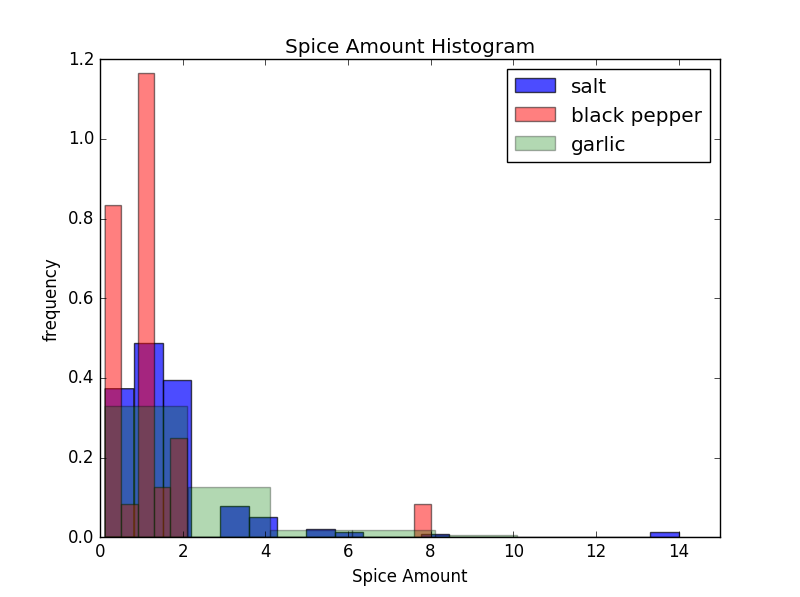 Spice Amount Histogram
salt
black pepper
garlic
1.2
1.0
0.8
0.6
0.4
0.2
0.0
frequency
0 2 4 6 8 10 12 14
Spice Amount